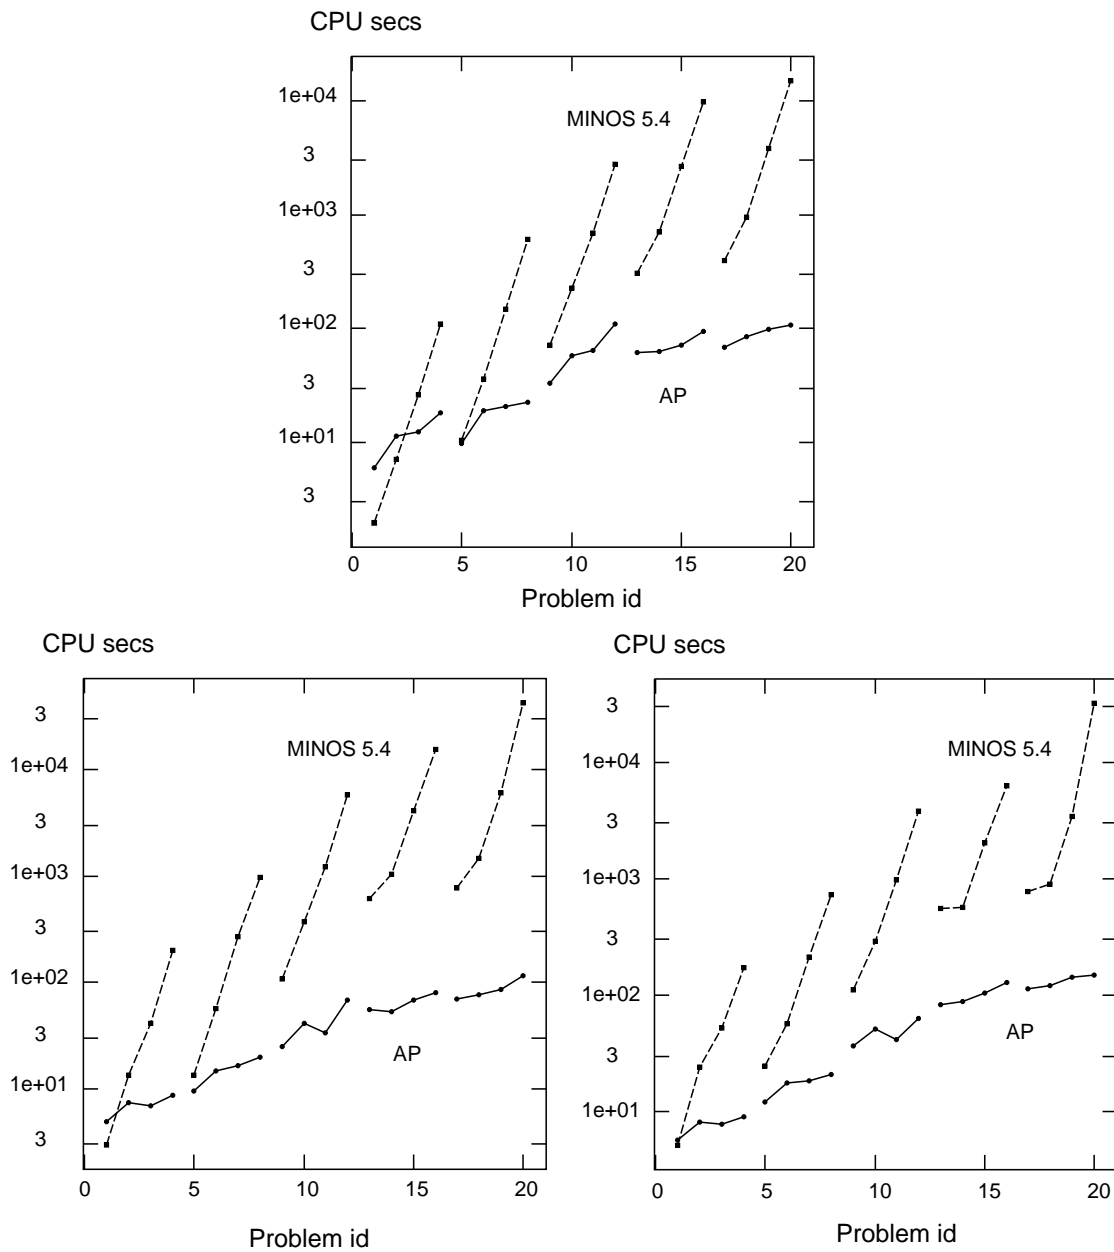 CPU secs
1e+04
MINOS 5.4
3
1e+03
3
1e+02
3
AP
1e+01
3
0 5 10 15 20
Problem id
CPU secs
3
MINOS 5.4
1e+04
3
1e+03
3
1e+02
3
AP
1e+01
3
0 5 10 15 20
Problem id
CPU secs
3
MINOS 5.4
1e+04
3
1e+03
3
1e+02
3
AP
1e+01
0 5 10 15 20
Problem id